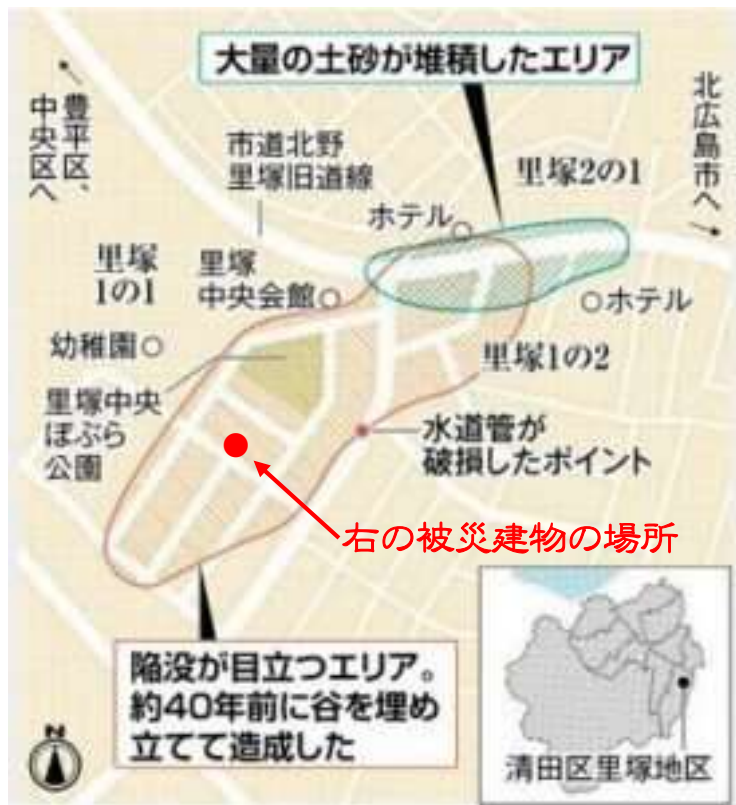 大量の土砂が堆積したエリア
豊平区、
中央区へ
北広島市へ
市道北野
里塚旧道線
里塚2の1
ホテル
里塚
1の1
里塚
中央会館
ホテル
幼稚園
里塚1の2
里塚中央
ぽぷら
公園
水道管が
破損したポイント
右の被災建物の場所
陥没が目立つエリア。
約40年前に谷を埋め
立てて造成した
N
清田区里塚地区